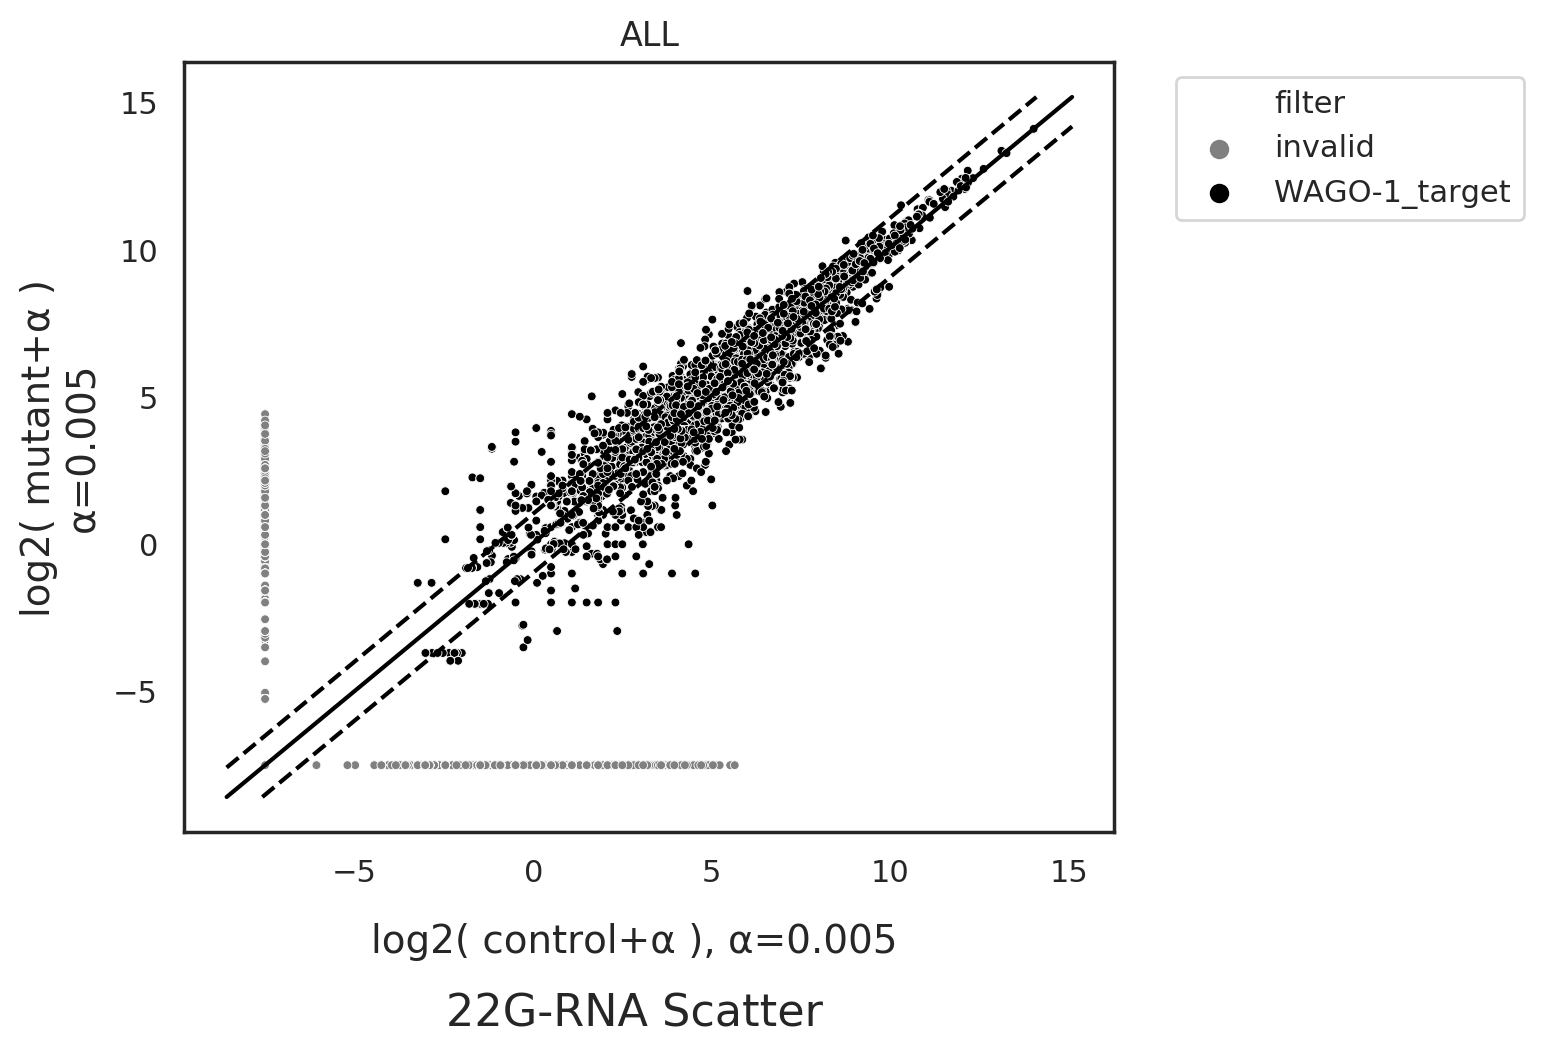 ALL
filter
invalid
WAGO-1_target
15
10
5
0
−5
log2( mutant+α )
α=0.005
−5
0
5
10
15
log2( control+α ), α=0.005
22G-RNA Scatter